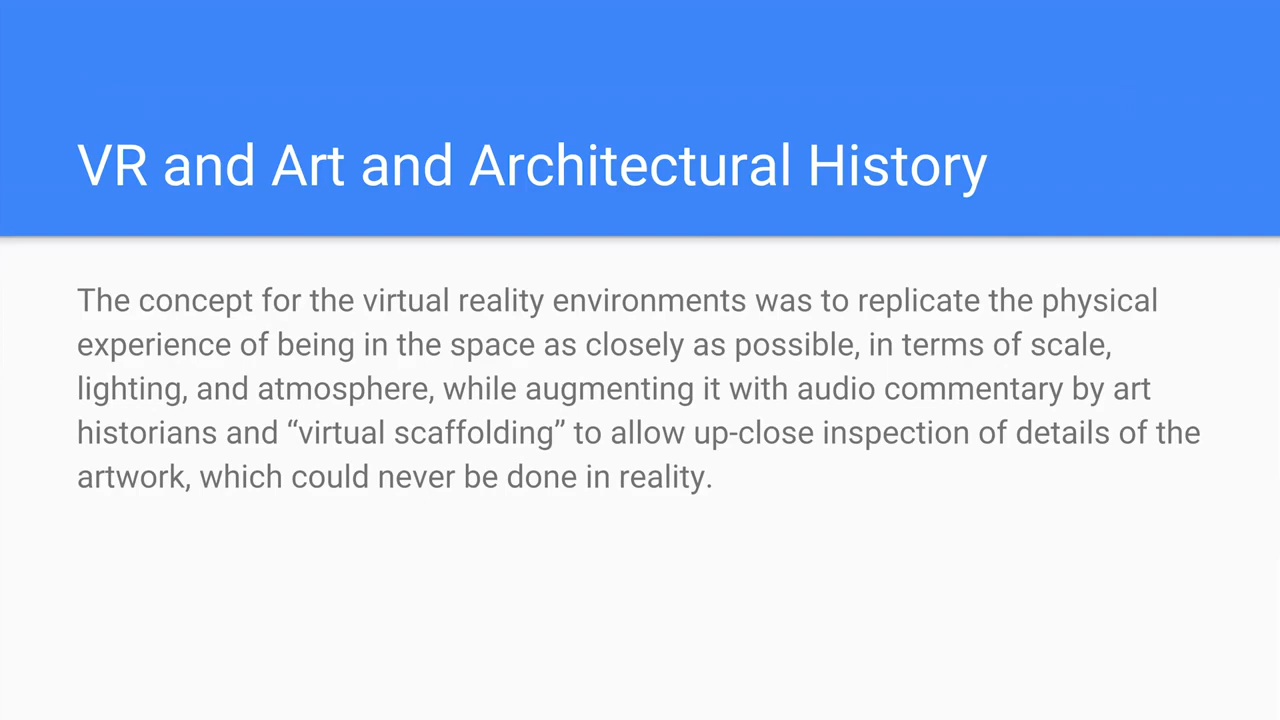 VR and Art and Architectural History
The concept for the virtual reality environments was to replicate the physical
experience of being in the space as closely as possible, in terms of scale,
lighting, and atmosphere, while augmenting it with audio commentary by art
historians and “virtual scaffolding” to allow up-close inspection of details of the
artwork, which could never be done in reality.